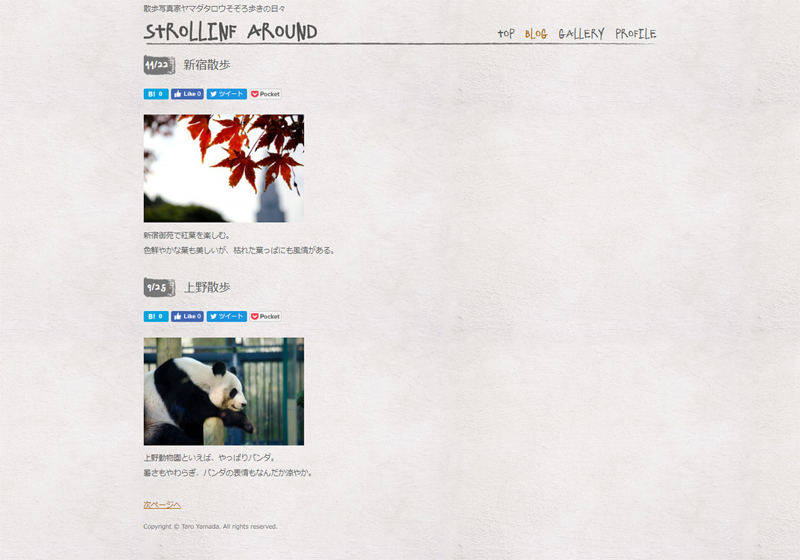 散歩写真家ヤマダタロウそぞろ歩きの日々
STROLLINF AROUND
TOP BLOG GALLERY PROFILE
11/22 新宿散歩
B! 0 Like 0 ツイート Pocket
新宿御苑で紅葉を楽しむ。
色鮮やかな葉も美しいが、枯れた葉っぱにも風情がある。
9/25 上野散歩
B! 0 Like 0 ツイート Pocket
上野動物園といえば、やっぱりパンダ。
暑さもやわらぎ、パンダの表情もなんだか涼やか。
次ページへ
Copyright © Taro Yamada. All rights reserved.